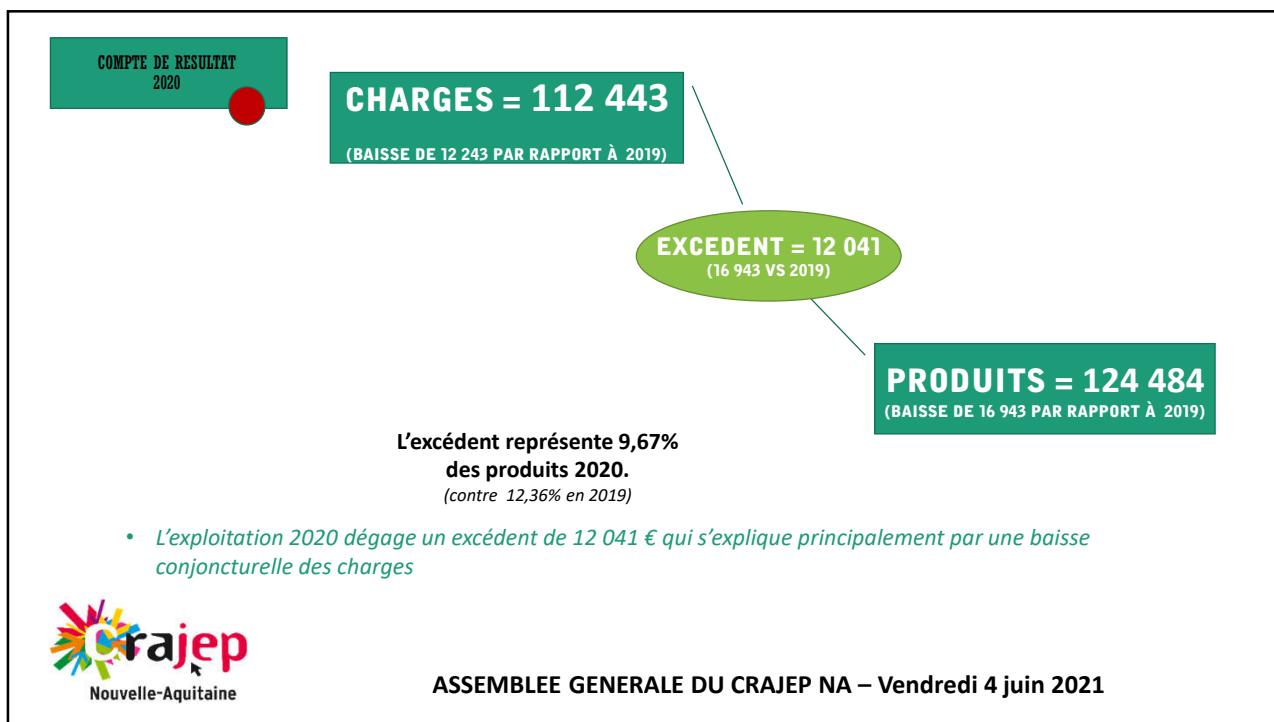 COMPTE DE RESULTAT
2020
CHARGES = 112 443
(BAISSE DE 12 243 PAR RAPPORT À 2019)
EXCEDENT = 12 041
(16 943 VS 2019)
PRODUITS = 124 484
(BAISSE DE 16 943 PAR RAPPORT À 2019)
L'excédent représente 9,67%
des produits 2020.
(contre 12,36% en 2019)
• L'exploitation 2020 dégage un excédent de 12 041 € qui s'explique principalement par une baisse
conjoncturelle des charges
crajep
Nouvelle-Aquitaine
ASSEMBLEE GENERALE DU CRAJEP NA – Vendredi 4 juin 2021